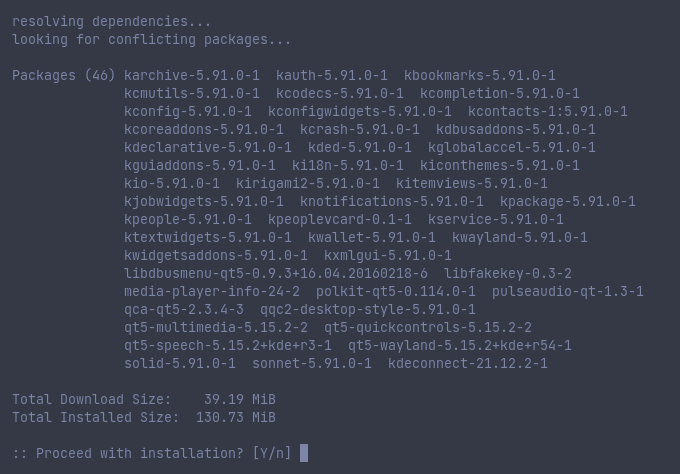 resolving dependencies...
looking for conflicting packages...
Packages (46) karchive-5.91.0-1  kauth-5.91.0-1  kbookmarks-5.91.0-1
kcmutils-5.91.0-1  kcodecs-5.91.0-1  kcompletion-5.91.0-1
kconfig-5.91.0-1  kconfigwidgets-5.91.0-1  kcontacts-1:5.91.0-1
kcoreaddons-5.91.0-1  kcrash-5.91.0-1  kdbusaddons-5.91.0-1
kdeclarative-5.91.0-1  kded-5.91.0-1  kglobalaccel-5.91.0-1
kguiaddons-5.91.0-1  ki18n-5.91.0-1  kiconthemes-5.91.0-1
kio-5.91.0-1  kirigami2-5.91.0-1  kitemviews-5.91.0-1
kjobwidgets-5.91.0-1  knotifications-5.91.0-1  kpackage-5.91.0-1
kpeople-5.91.0-1  kpeoplevcard-0.1-1  kservice-5.91.0-1
ktextwidgets-5.91.0-1  kwallet-5.91.0-1  kwayland-5.91.0-1
kwidgetsaddons-5.91.0-1  kxmlgui-5.91.0-1
libdbusmenu-qt5-0.9.3+16.04.20160218-6  libfakekey-0.3-2
media-player-info-24-2  polkit-qt5-0.114.0-1  pulseaudio-qt-1.3-1
qca-qt5-2.3.4-3  qqc2-desktop-style-5.91.0-1
qt5-multimedia-5.15.2-2  qt5-quickcontrols-5.15.2-2
qt5-speech-5.15.2+kde+r3-1  qt5-wayland-5.15.2+kde+r54-1
solid-5.91.0-1  sonnet-5.91.0-1  kdeconnect-21.12.2-1
Total Download Size:    39.19 MiB
Total Installed Size:  130.73 MiB
:: Proceed with installation? [Y/n]